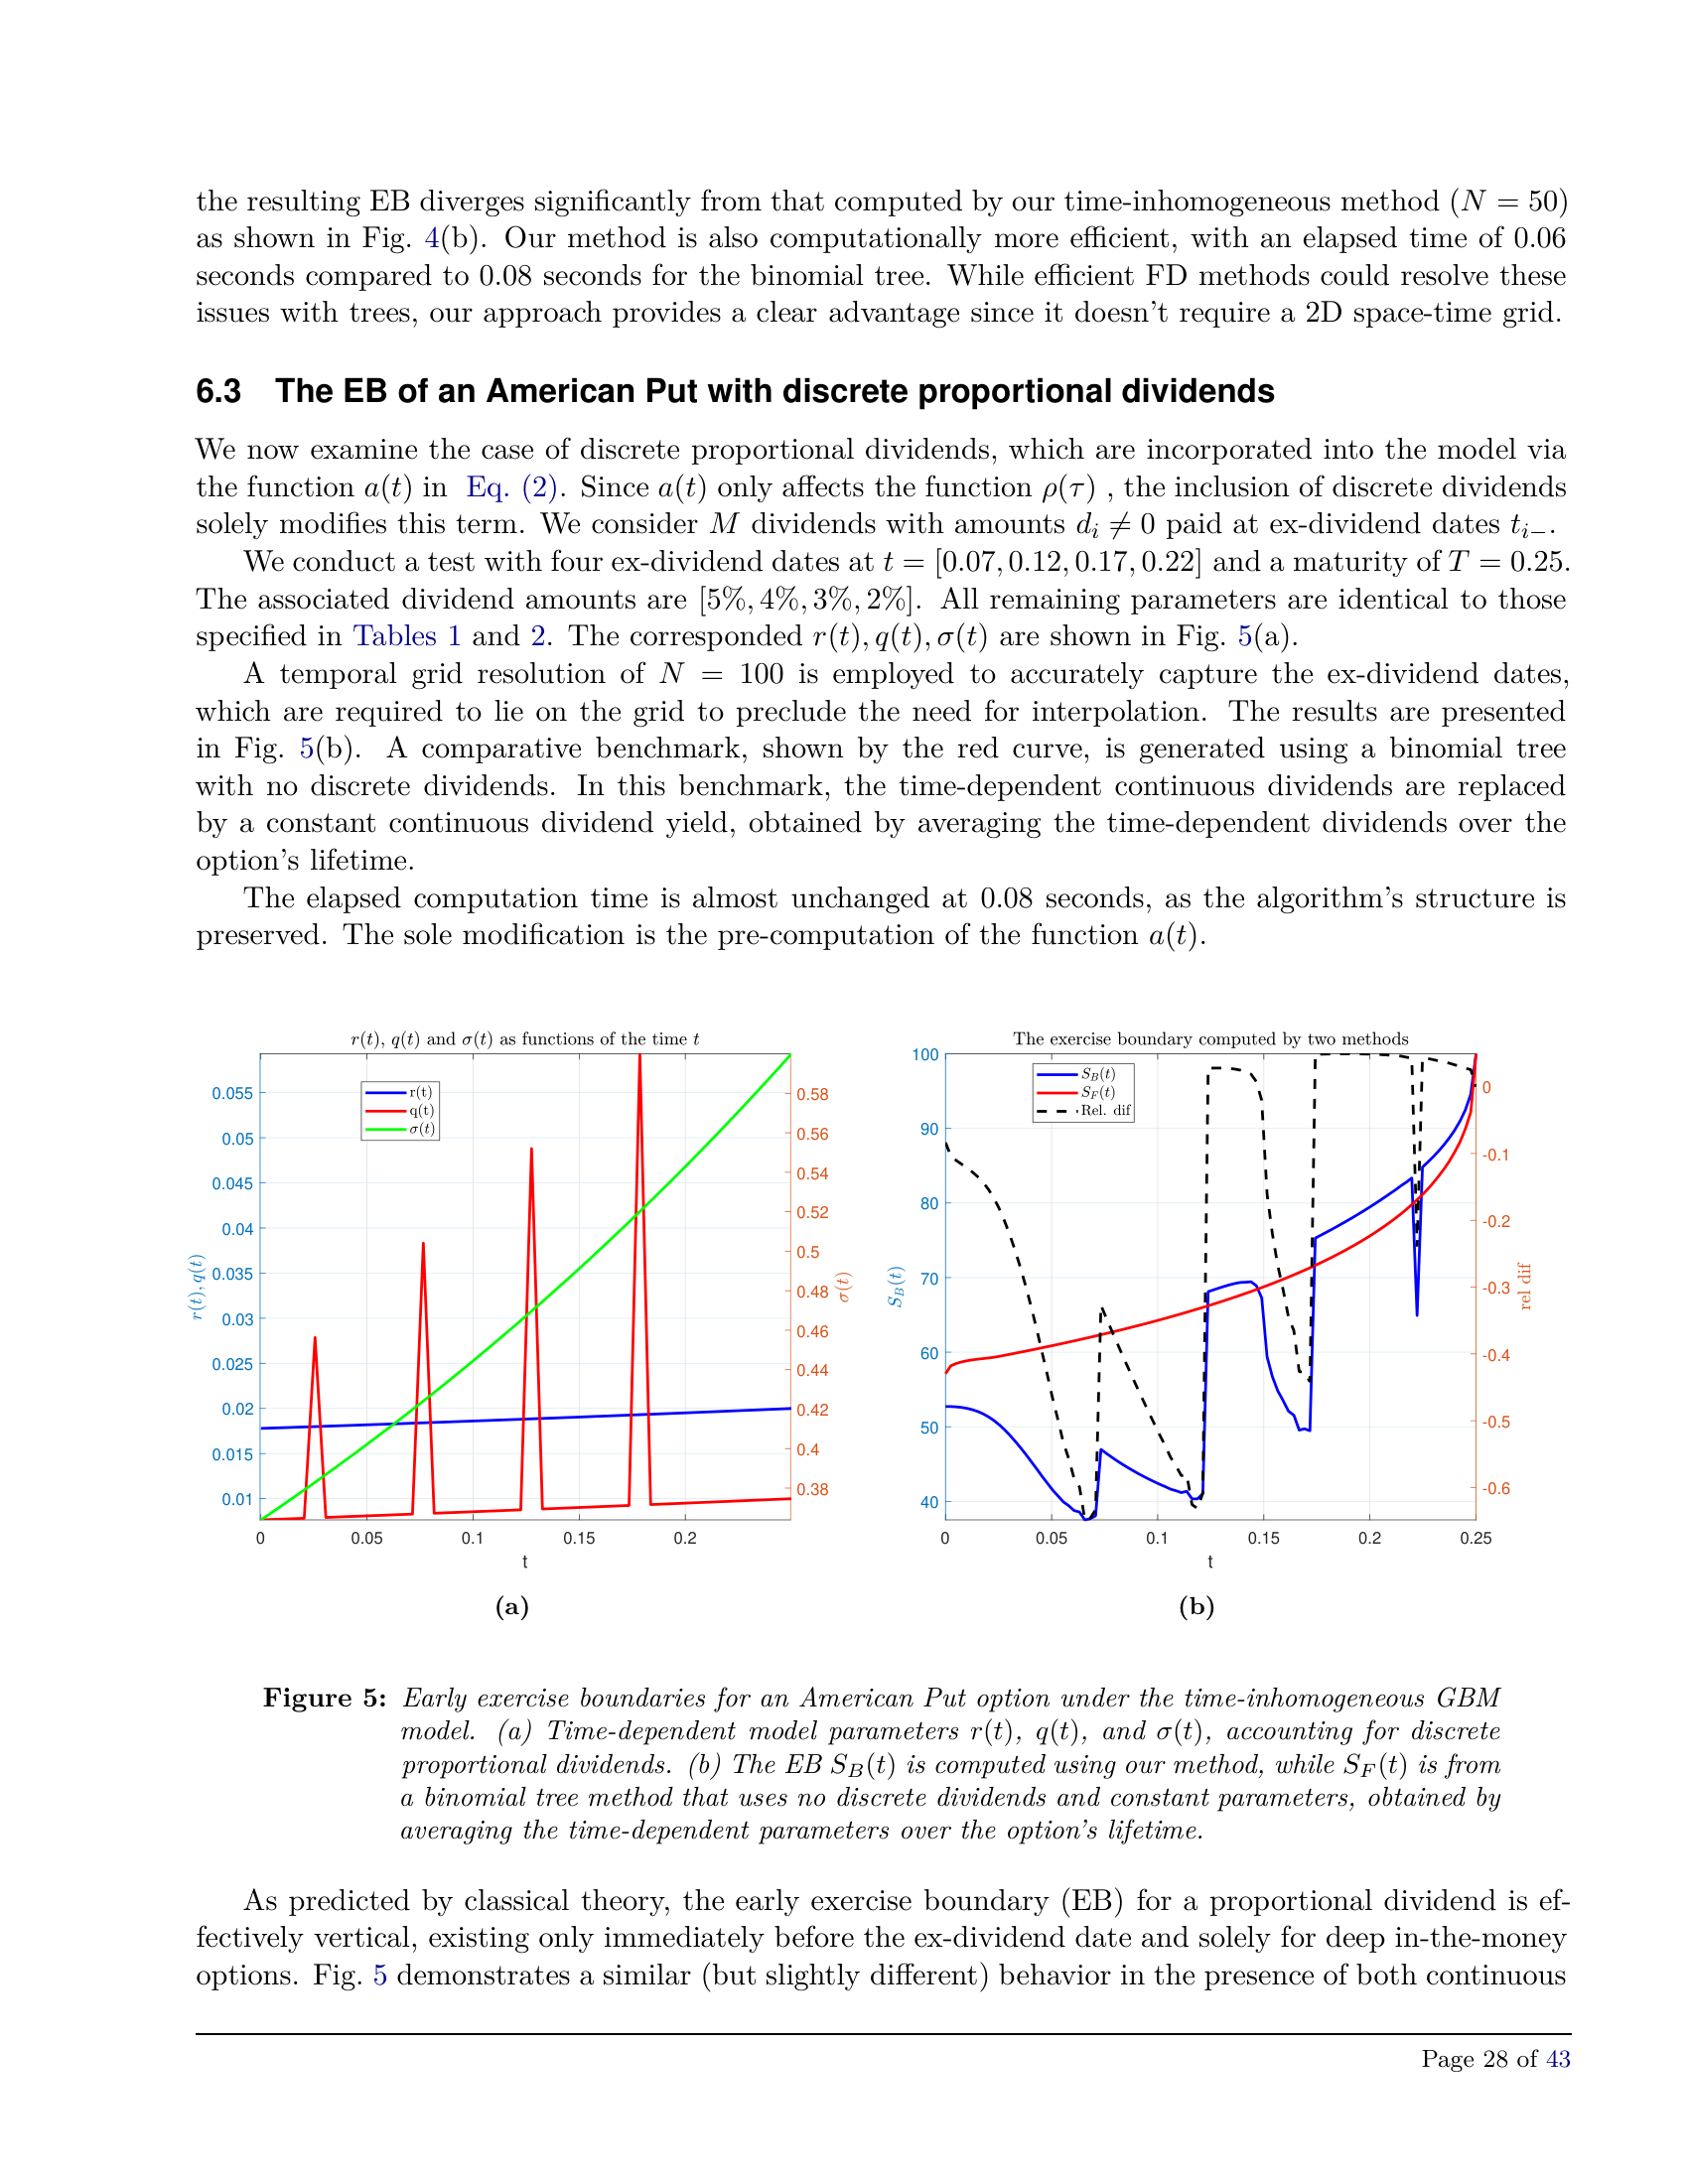 the resulting EB diverges significantly from that computed by our time-inhomogeneous method (N = 50)
as shown in Fig. 4(b). Our method is also computationally more efficient, with an elapsed time of 0.06
seconds compared to 0.08 seconds for the binomial tree. While efficient FD methods could resolve these
issues with trees, our approach provides a clear advantage since it doesn't require a 2D space-time grid.
6.3 The EB of an American Put with discrete proportional dividends
We now examine the case of discrete proportional dividends, which are incorporated into the model via
the function a(t) in Eq. (2). Since a(t) only affects the function ρ(τ) , the inclusion of discrete dividends
solely modifies this term. We consider M dividends with amounts dᵢ ≠ 0 paid at ex-dividend dates tᵢ₋.
We conduct a test with four ex-dividend dates at t = [0.07, 0.12, 0.17, 0.22] and a maturity of T = 0.25.
The associated dividend amounts are [5%, 4%, 3%, 2%]. All remaining parameters are identical to those
specified in Tables 1 and 2. The corresponded r(t), q(t), σ(t) are shown in Fig. 5(a).
A temporal grid resolution of N = 100 is employed to accurately capture the ex-dividend dates,
which are required to lie on the grid to preclude the need for interpolation. The results are presented
in Fig. 5(b). A comparative benchmark, shown by the red curve, is generated using a binomial tree
with no discrete dividends. In this benchmark, the time-dependent continuous dividends are replaced
by a constant continuous dividend yield, obtained by averaging the time-dependent dividends over the
option's lifetime.
The elapsed computation time is almost unchanged at 0.08 seconds, as the algorithm's structure is
preserved. The sole modification is the pre-computation of the function a(t).
r(t), q(t) and σ(t) as functions of the time t
r(t)
q(t)
σ(t)
0.055
0.05
0.045
0.04
0.035
0.03
0.025
0.02
0.015
0.01
r(t), q(t)
0.58
0.56
0.54
0.52
0.5
0.48
0.46
0.44
0.42
0.4
0.38
σ(t)
0 0.05 0.1 0.15 0.2
t
(a)
The exercise boundary computed by two methods
S_B(t)
S_F(t)
Rel. dif
100
90
80
70
60
50
40
S_B(t)
0
-0.1
-0.2
-0.3
-0.4
-0.5
-0.6
rel dif
0 0.05 0.1 0.15 0.2 0.25
t
(b)
Figure 5: Early exercise boundaries for an American Put option under the time-inhomogeneous GBM
model. (a) Time-dependent model parameters r(t), q(t), and σ(t), accounting for discrete
proportional dividends. (b) The EB S_B(t) is computed using our method, while S_F(t) is from
a binomial tree method that uses no discrete dividends and constant parameters, obtained by
averaging the time-dependent parameters over the option's lifetime.
As predicted by classical theory, the early exercise boundary (EB) for a proportional dividend is ef-
fectively vertical, existing only immediately before the ex-dividend date and solely for deep in-the-money
options. Fig. 5 demonstrates a similar (but slightly different) behavior in the presence of both continuous
Page 28 of 43